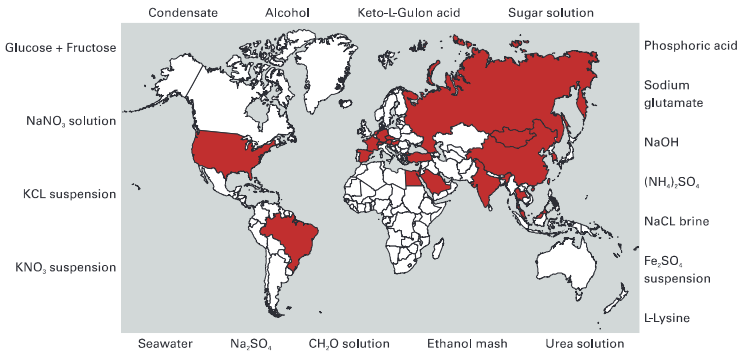 Condensate Alcohol Keto-L-Gulon acid Sugar solution
Glucose + Fructose
Phosphoric acid
Sodium
glutamate
NaNO₃ solution
NaOH
KCL suspension
(NH₄)₂SO₄
NaCL brine
KNO₃ suspension
Fe₂SO₄
suspension
L-Lysine
Seawater Na₂SO₄ CH₂O solution Ethanol mash Urea solution